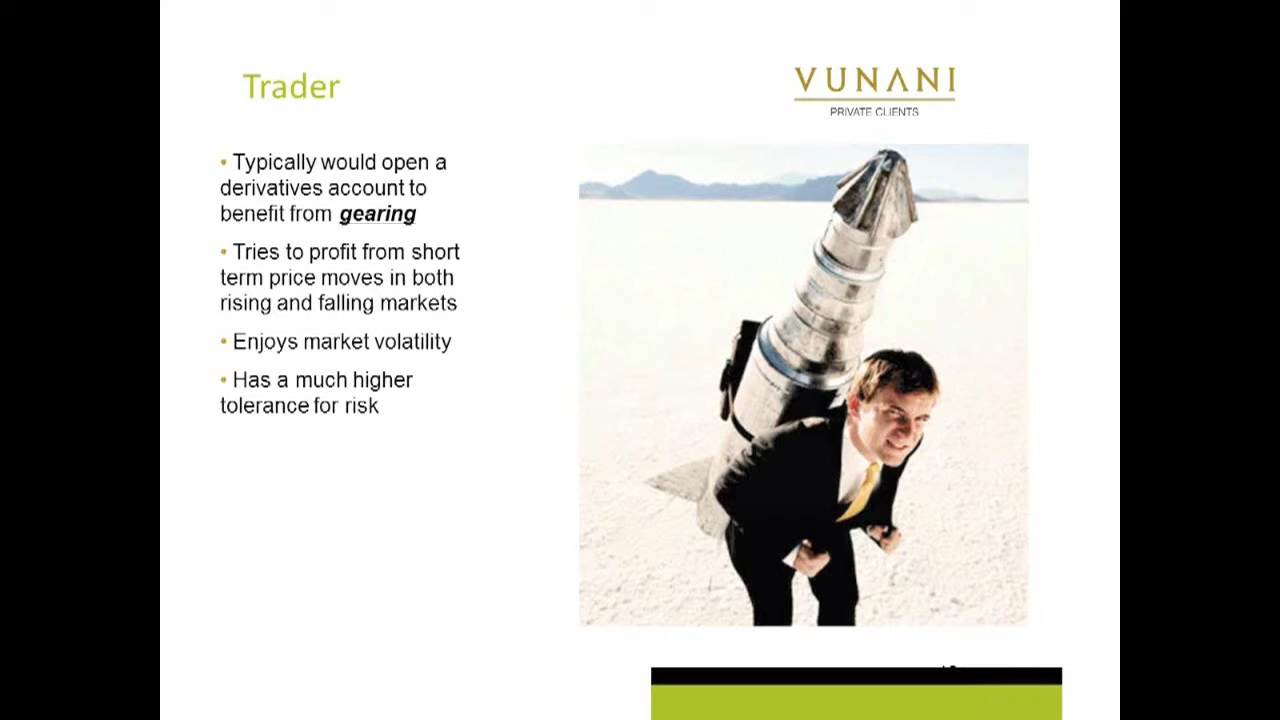 Trader
VUNANI
PRIVATE CLIENTS
• Typically would open a
derivatives account to
benefit from gearing
• Tries to profit from short
term price moves in both
rising and falling markets
• Enjoys market volatility
• Has a much higher
tolerance for risk